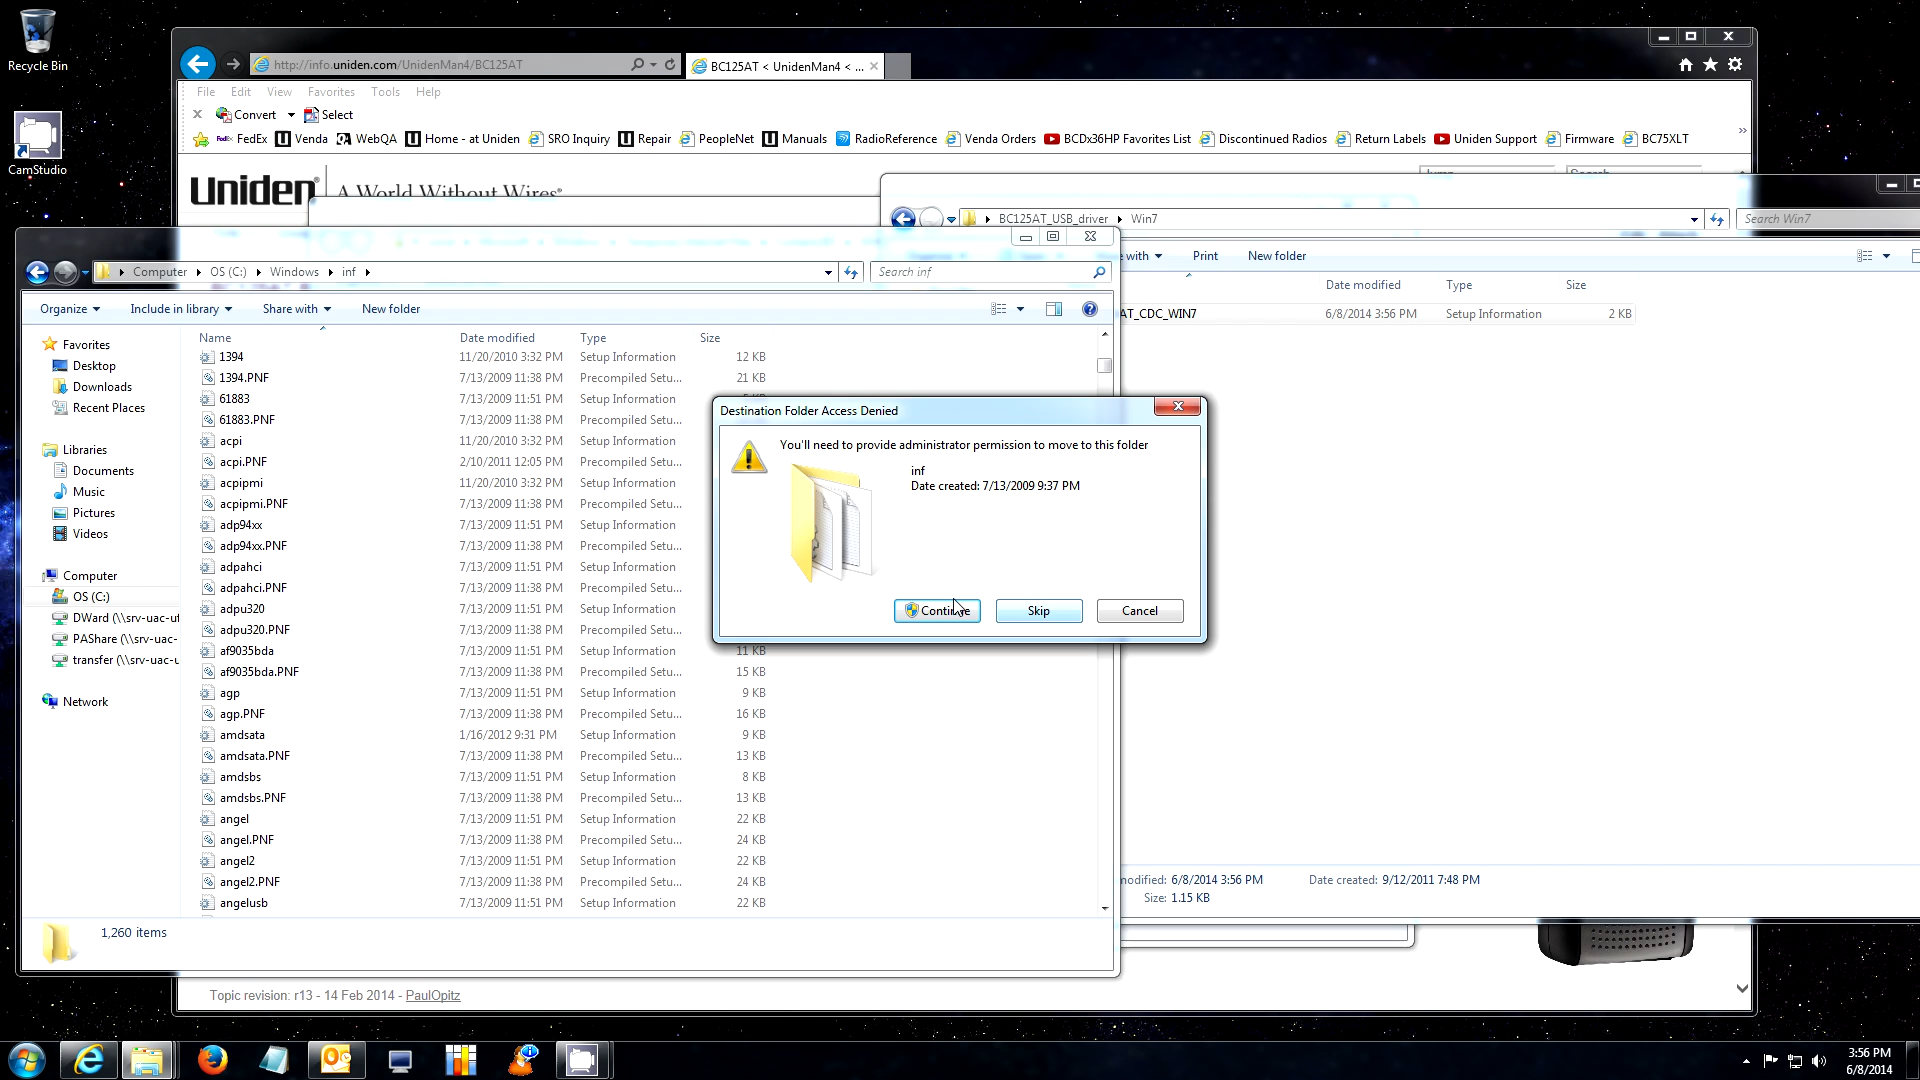 Recycle Bin
CamStudio
http://info.uniden.com/UnidenMan4/BC125AT
BC125AT < UnidenMan4 < ...
File Edit View Favorites Tools Help
Convert Select
FedEx Venda WebQA Home - at Uniden SRO Inquiry Repair PeopleNet Manuals RadioReference Venda Orders BCDx36HP Favorites List Discontinued Radios Return Labels Uniden Support Firmware BC75XLT
Uniden® A World Without Wires®
BC125AT_USB_driver Win7
Search Win7
with Print New folder
Date modified Type Size
AT_CDC_WIN7 6/8/2014 3:56 PM Setup Information 2 KB
modified: 6/8/2014 3:56 PM Date created: 9/12/2011 7:48 PM
Size: 1.15 KB
Computer OS (C:) Windows inf
Search inf
Organize Include in library Share with New folder
Favorites
Desktop
Downloads
Recent Places
Libraries
Documents
Music
Pictures
Videos
Computer
OS (C:)
DWard (\\srv-uac-uf
PAShare (\\srv-uac-
transfer (\\srv-uac-u
Network
Name Date modified Type Size
1394 11/20/2010 3:32 PM Setup Information 12 KB
1394.PNF 7/13/2009 11:38 PM Precompiled Setu... 21 KB
61883 7/13/2009 11:51 PM Setup Information
61883.PNF 7/13/2009 11:38 PM Precompiled Setu...
acpi 11/20/2010 3:32 PM Setup Information
acpi.PNF 2/10/2011 12:05 PM Precompiled Setu...
acpipmi 11/20/2010 3:32 PM Setup Information
acpipmi.PNF 7/13/2009 11:38 PM Precompiled Setu...
adp94xx 7/13/2009 11:51 PM Setup Information
adp94xx.PNF 7/13/2009 11:38 PM Precompiled Setu...
adpahci 7/13/2009 11:51 PM Setup Information
adpahci.PNF 7/13/2009 11:38 PM Precompiled Setu...
adpu320 7/13/2009 11:51 PM Setup Information
adpu320.PNF 7/13/2009 11:38 PM Precompiled Setu...
af9035bda 7/13/2009 11:51 PM Setup Information 11 KB
af9035bda.PNF 7/13/2009 11:38 PM Precompiled Setu... 15 KB
agp 7/13/2009 11:51 PM Setup Information 9 KB
agp.PNF 7/13/2009 11:38 PM Precompiled Setu... 16 KB
amdsata 1/16/2012 9:31 PM Setup Information 9 KB
amdsata.PNF 7/13/2009 11:38 PM Precompiled Setu... 13 KB
amdsbs 7/13/2009 11:51 PM Setup Information 8 KB
amdsbs.PNF 7/13/2009 11:38 PM Precompiled Setu... 13 KB
angel 7/13/2009 11:51 PM Setup Information 22 KB
angel.PNF 7/13/2009 11:38 PM Precompiled Setu... 24 KB
angel2 7/13/2009 11:51 PM Setup Information 22 KB
angel2.PNF 7/13/2009 11:38 PM Precompiled Setu... 24 KB
angelusb 7/13/2009 11:51 PM Setup Information 22 KB
1,260 items
Destination Folder Access Denied
You'll need to provide administrator permission to move to this folder
inf
Date created: 7/13/2009 9:37 PM
Continue Skip Cancel
Topic revision: r13 - 14 Feb 2014 - PaulOpitz
3:56 PM
6/8/2014